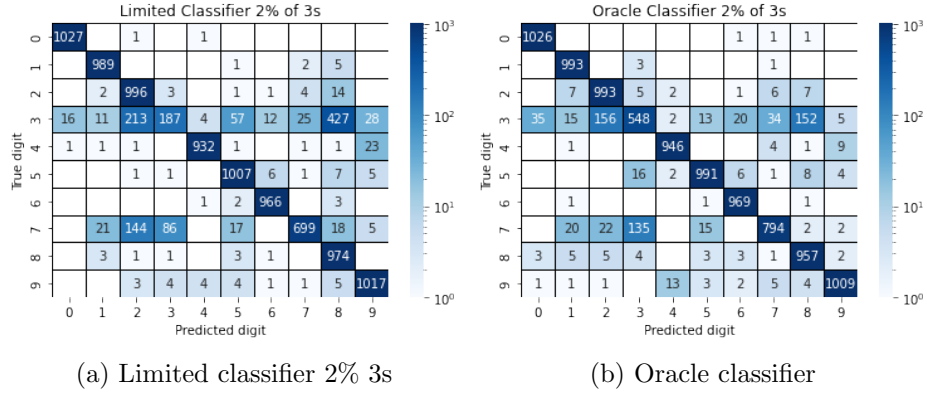 Limited Classifier 2% of 3s
0 1027 1 1
1 989 1 2 5
2 2 996 3 1 1 4 14
3 16 11 213 187 4 57 12 25 427 28
4 1 1 1 932 1 1 23
5 1 1 1007 6 1 7 5
6 1 2 966 3
7 21 144 86 17 699 18 5
8 3 1 1 3 1 974
9 3 4 4 4 1 1 5 1017
0 1 2 3 4 5 6 7 8 9
True digit
Predicted digit
10³
10²
10¹
10⁰
(a) Limited classifier 2% 3s
Oracle Classifier 2% of 3s
0 1026 1 1 1
1 993 3 1
2 7 993 5 2 1 6 7
3 35 15 156 548 2 13 20 34 152 5
4 1 946 4 1 9
5 16 2 991 6 1 8 4
6 1 969 1
7 20 22 135 15 794 2 2
8 3 5 5 4 3 3 1 957 2
9 1 1 1 13 3 2 5 4 1009
0 1 2 3 4 5 6 7 8 9
True digit
Predicted digit
10³
10²
10¹
10⁰
(b) Oracle classifier